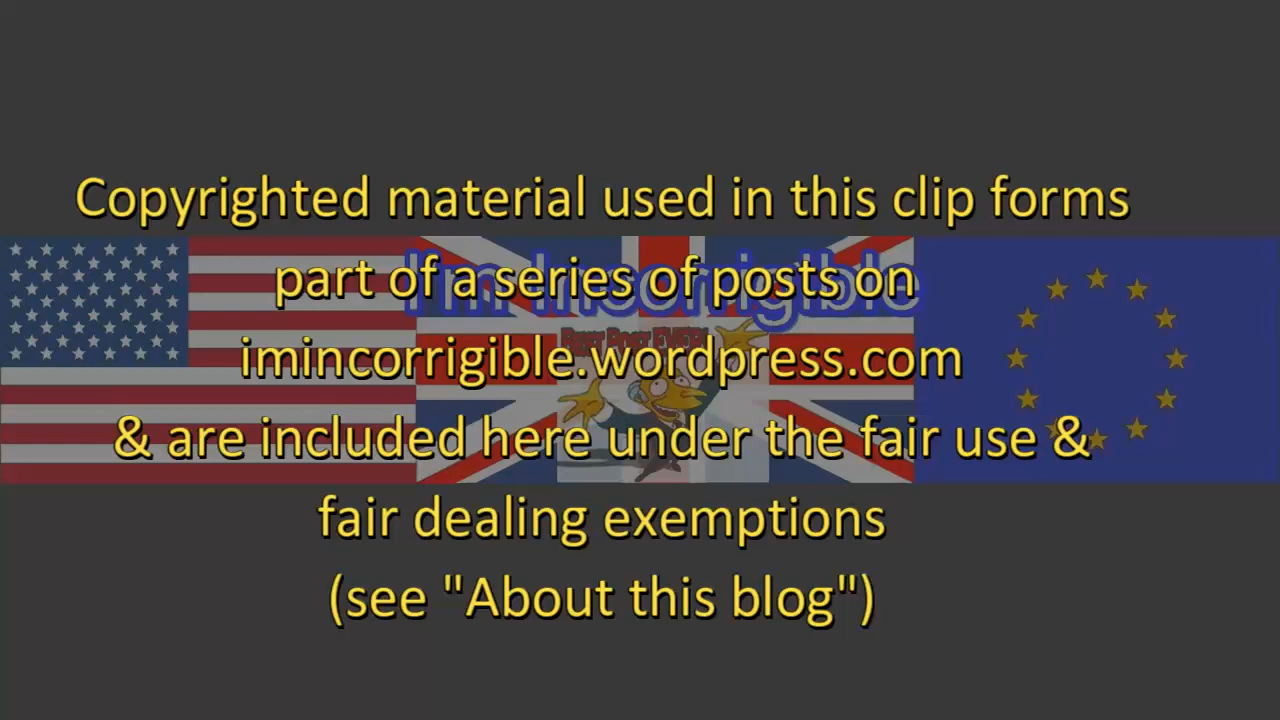 Copyrighted material used in this clip forms
part of a series of posts on
I'm Incorrigible
imincorrigible.wordpress.com
& are included here under the fair use &
fair dealing exemptions
(see "About this blog")